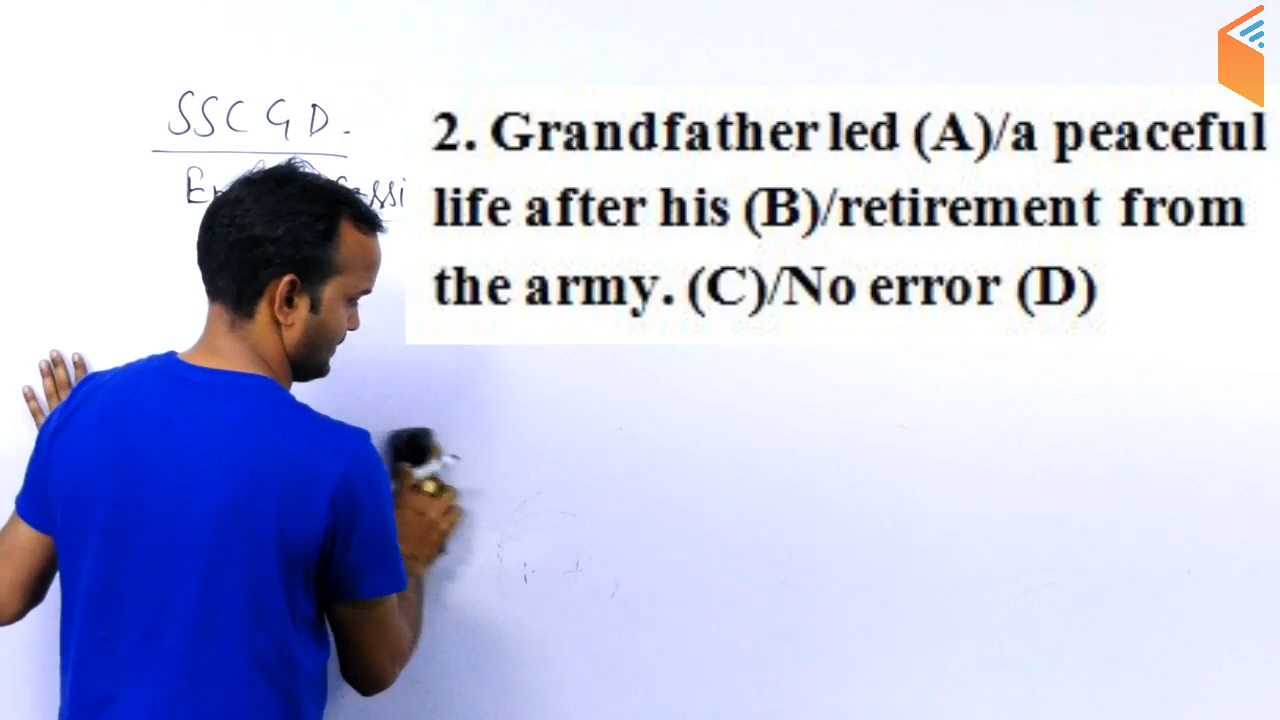 SSC GD.
2. Grandfather led (A)/a peaceful
life after his (B)/retirement from
the army. (C)/No error (D)